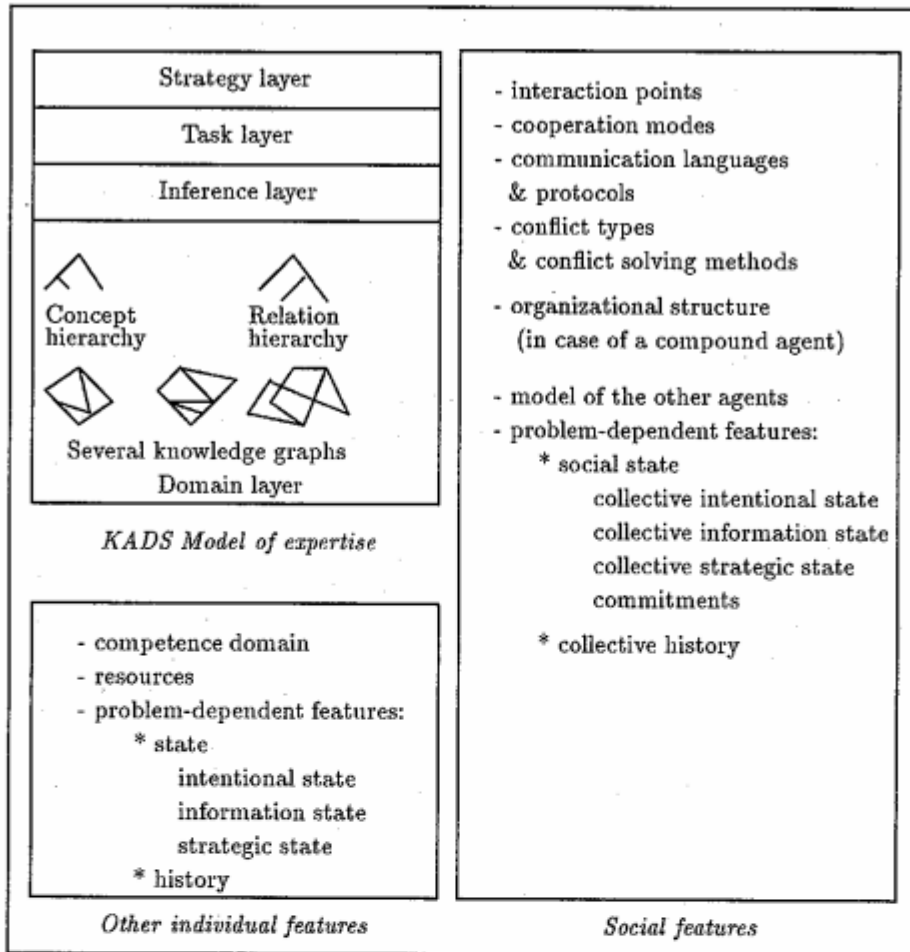 Strategy layer
Task layer
Inference layer
Concept
hierarchy
Relation
hierarchy
Several knowledge graphs
Domain layer
KADS Model of expertise
- competence domain
- resources
- problem-dependent features:
* state
intentional state
information state
strategic state
* history
Other individual features
- interaction points
- cooperation modes
- communication languages
& protocols
- conflict types
& conflict solving methods
- organizational structure
(in case of a compound agent)
- model of the other agents
- problem-dependent features:
* social state
collective intentional state
collective information state
collective strategic state
commitments
* collective history
Social features